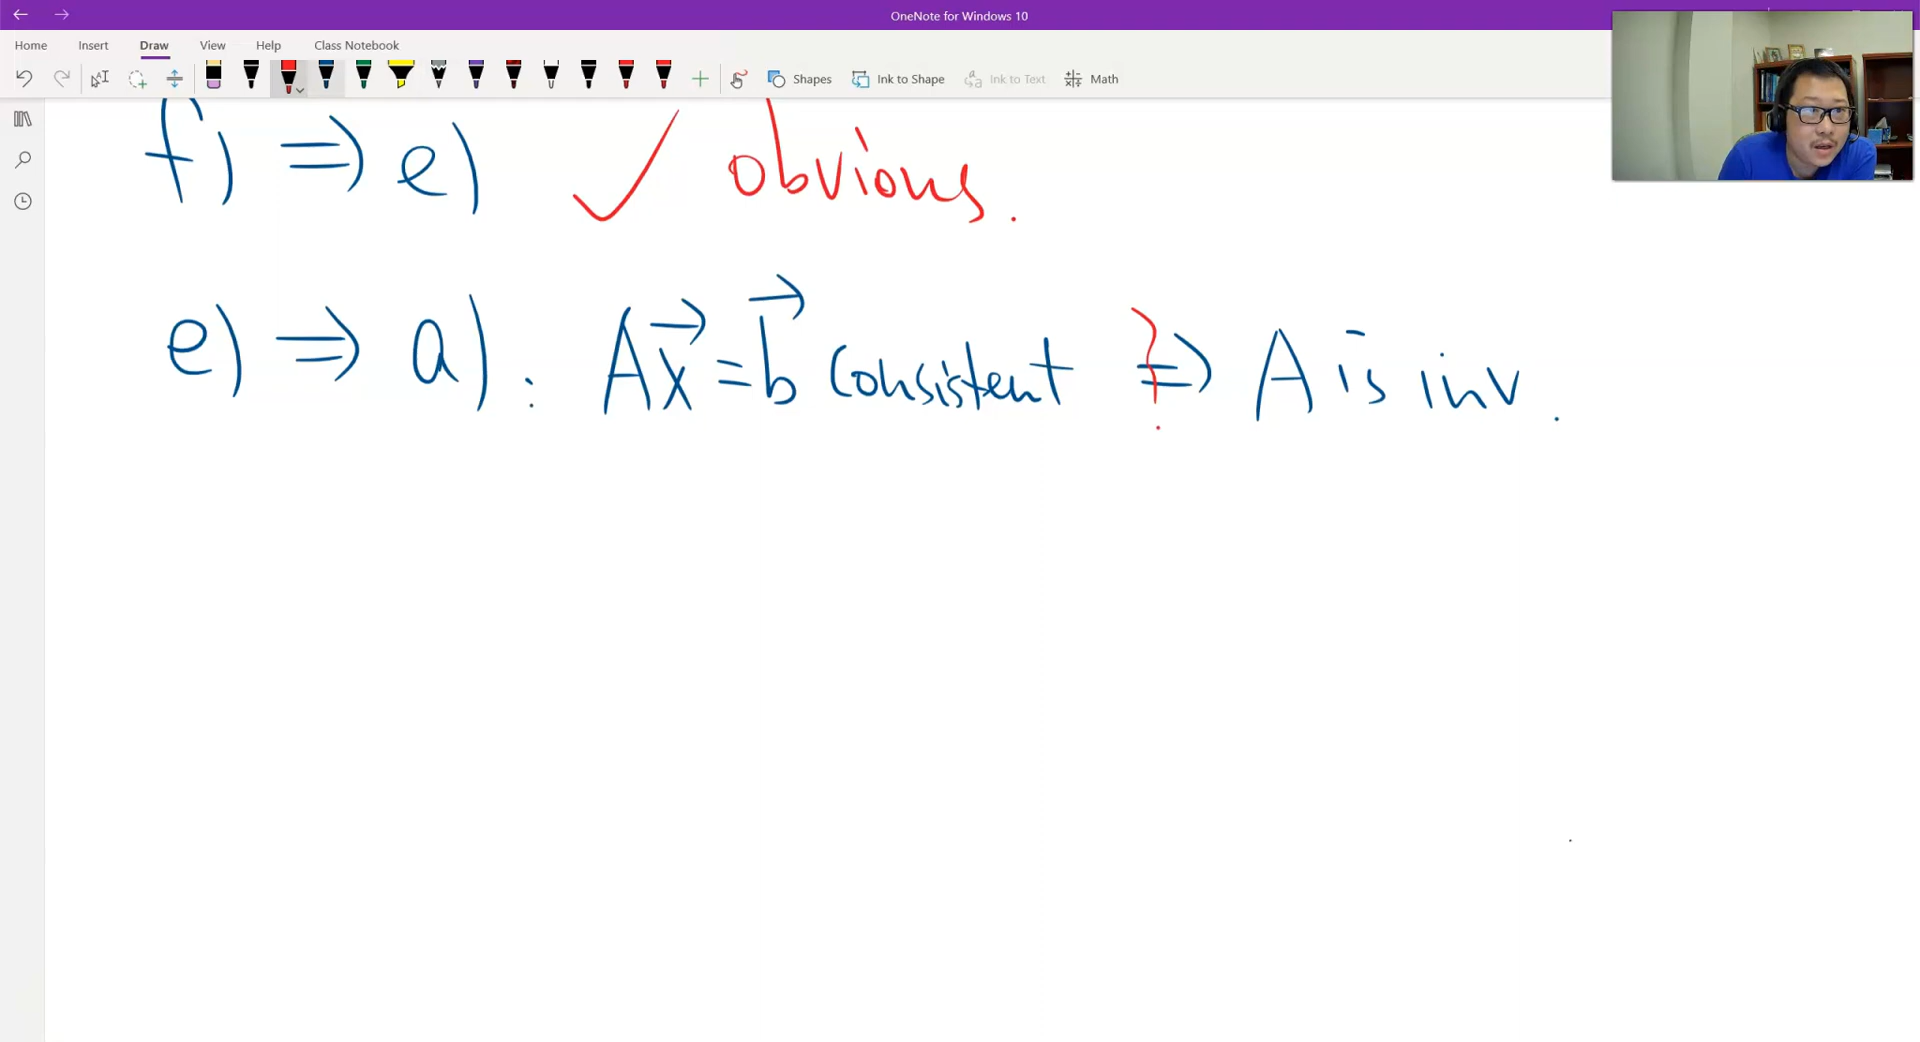 OneNote for Windows 10
Home Insert Draw View Help Class Notebook
Shapes Ink to Shape Ink to Text Math
f) ⇒ e) ✓ obvious.
e) ⇒ a) : Ax⃗ = b⃗ consistent ?⇒ A is inv.